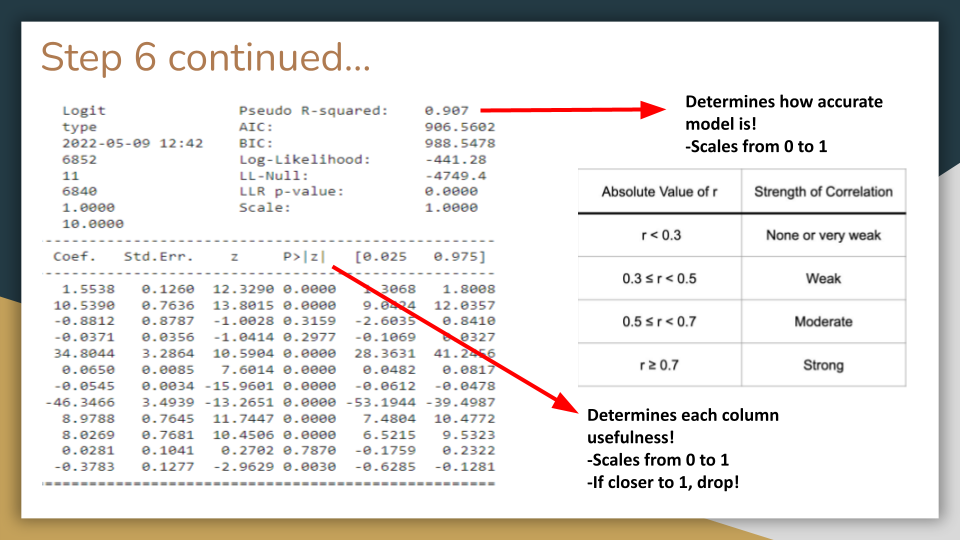 Step 6 continued...
Logit Pseudo R-squared: 0.907
type AIC: 906.5602
2022-05-09 12:42 BIC: 988.5478
6852 Log-Likelihood: -441.28
11 LL-Null: -4749.4
6840 LLR p-value: 0.0000
1.0000 Scale: 1.0000
10.0000
Coef. Std.Err. z P>|z| [0.025 0.975]
1.5538 0.1260 12.3290 0.0000 1.3068 1.8008
10.5390 0.7636 13.8015 0.0000 9.0424 12.0357
-0.8812 0.8787 -1.0028 0.3159 -2.6035 0.8410
-0.0371 0.0356 -1.0414 0.2977 -0.1069 0.0327
34.8044 3.2864 10.5904 0.0000 28.3631 41.2456
0.0650 0.0085 7.6014 0.0000 0.0482 0.0817
-0.0545 0.0034 -15.9601 0.0000 -0.0612 -0.0478
-46.3466 3.4939 -13.2651 0.0000 -53.1944 -39.4987
8.9788 0.7645 11.7447 0.0000 7.4804 10.4772
8.0269 0.7681 10.4506 0.0000 6.5215 9.5323
0.0281 0.1041 0.2702 0.7870 -0.1759 0.2322
-0.3783 0.1277 -2.9629 0.0030 -0.6285 -0.1281
Determines how accurate
model is!
-Scales from 0 to 1
Absolute Value of r Strength of Correlation
r < 0.3 None or very weak
0.3 ≤ r < 0.5 Weak
0.5 ≤ r < 0.7 Moderate
r ≥ 0.7 Strong
Determines each column
usefulness!
-Scales from 0 to 1
-If closer to 1, drop!